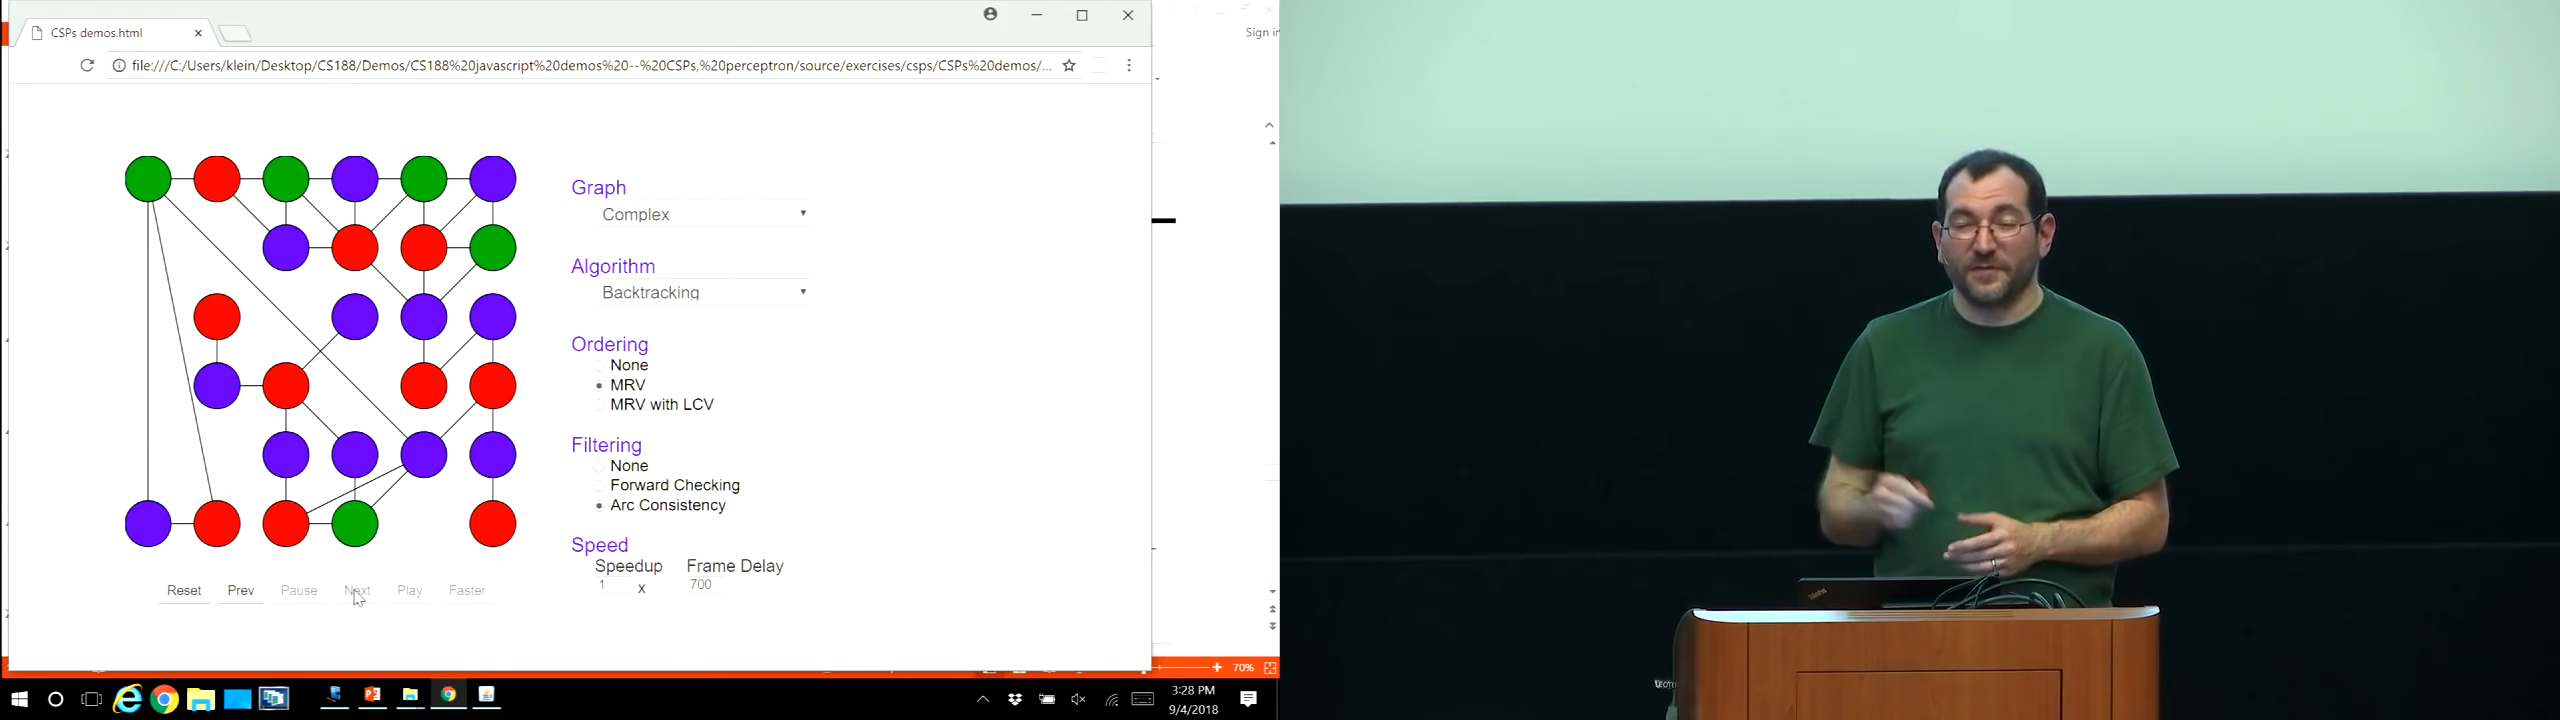 CSPs demos.html
Sign in
file:///C:/Users/klein/Desktop/CS188/Demos/CS188%20javascript%20demos%20--%20CSPs,%20perceptron/source/exercises/csps/CSPs%20demos/...
Graph
Complex
Algorithm
Backtracking
Ordering
None
MRV
MRV with LCV
Filtering
None
Forward Checking
Arc Consistency
Speed
Speedup Frame Delay
1 x 700
Reset Prev Pause Next Play Faster
70%
3:28 PM
9/4/2018
ThinkPad